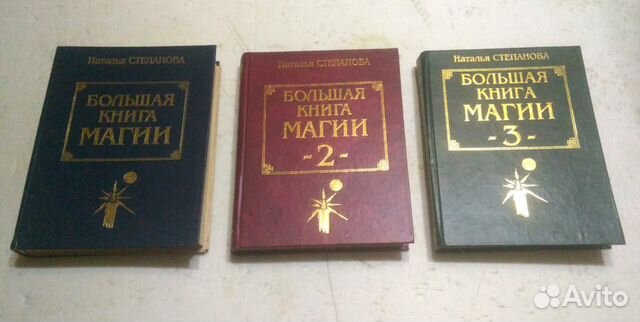 Наталья СТЕПАНОВА
БОЛЬШАЯ
КНИГА
МАГИИ
Наталья СТЕПАНОВА
БОЛЬШАЯ
КНИГА
МАГИИ
-2-
Наталья СТЕПАНОВА
БОЛЬШАЯ
КНИГА
МАГИИ
-3-
Avito